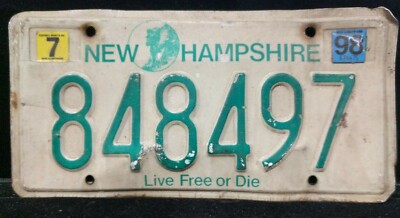 7 98
NEW HAMPSHIRE
848497
Live Free or Die